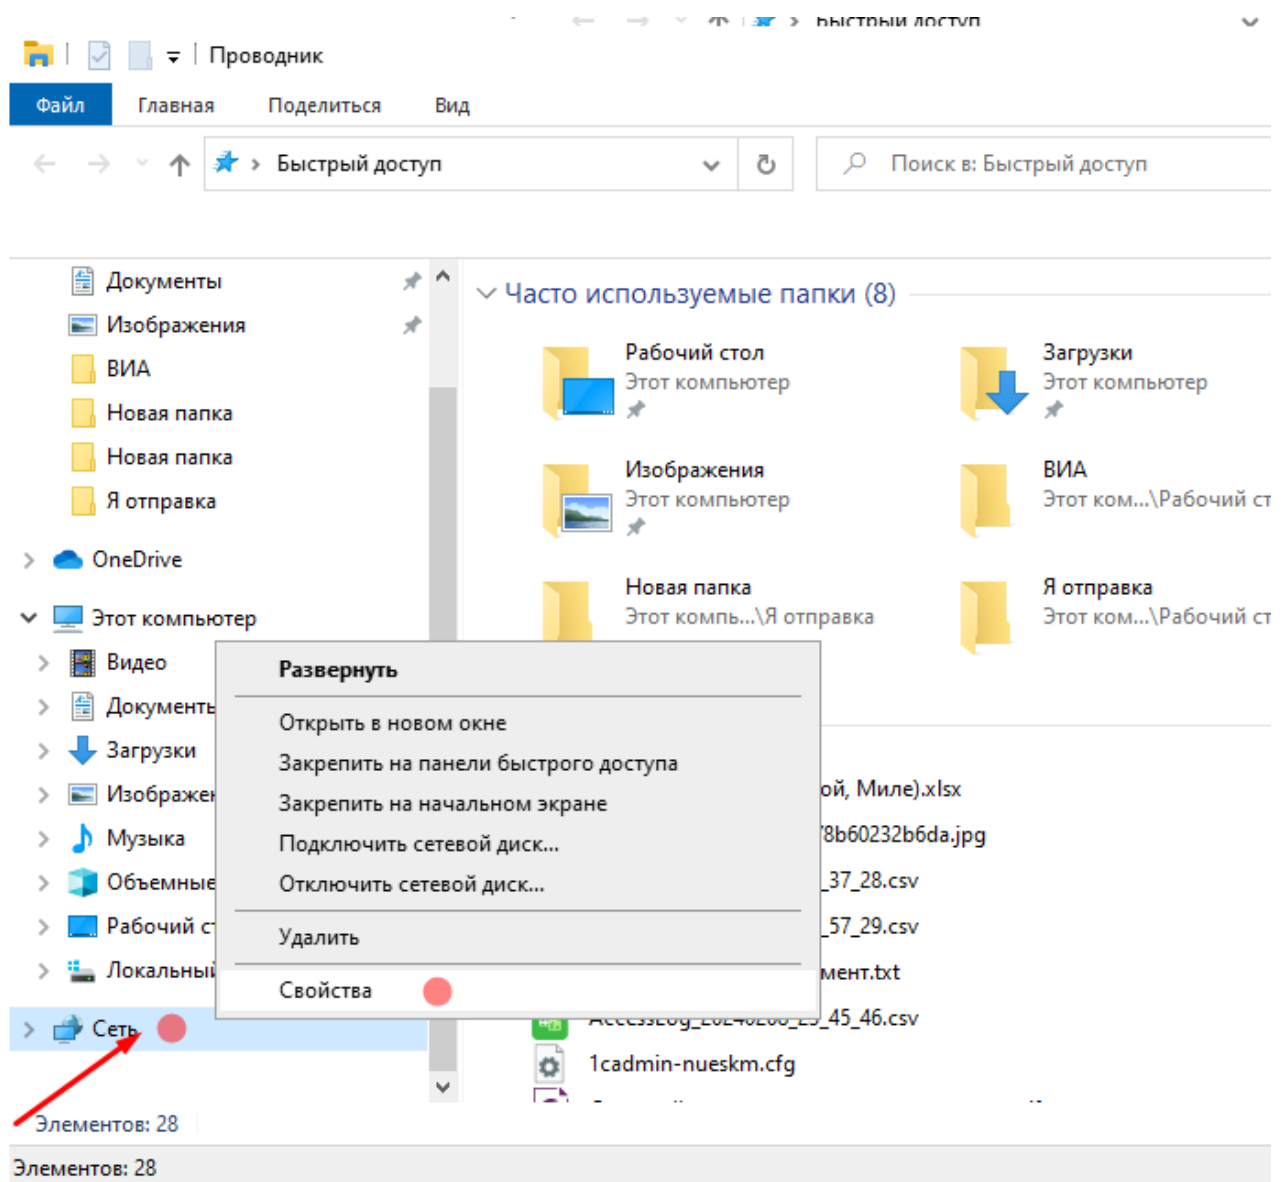 Быстрый доступ
Проводник
Файл Главная Поделиться Вид
Быстрый доступ
Поиск в: Быстрый доступ
Документы
Изображения
ВИА
Новая папка
Новая папка
Я отправка
OneDrive
Этот компьютер
Видео
Документы
Загрузки
Изображен
Музыка
Объемные
Рабочий ст
Локальный
Сеть
Часто используемые папки (8)
Рабочий стол
Этот компьютер
Загрузки
Этот компьютер
Изображения
Этот компьютер
ВИА
Этот ком...\Рабочий ст
Новая папка
Этот компь...\Я отправка
Я отправка
Этот ком...\Рабочий ст
Развернуть
Открыть в новом окне
Закрепить на панели быстрого доступа
Закрепить на начальном экране
Подключить сетевой диск...
Отключить сетевой диск...
Удалить
Свойства
ой, Миле).xlsx
8b60232b6da.jpg
_37_28.csv
_57_29.csv
мент.txt
_45_46.csv
1cadmin-nueskm.cfg
Элементов: 28
Элементов: 28